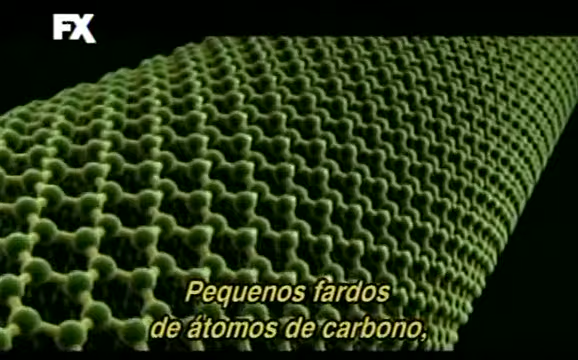 FX
Pequenos fardos
de átomos de carbono,